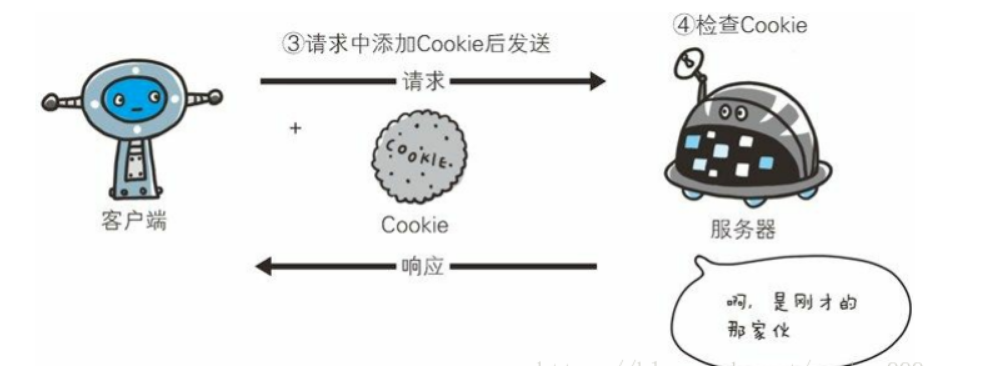 ③请求中添加Cookie后发送
④检查Cookie
请求
+
COOKIE.
客户端
Cookie
服务器
响应
啊，是刚才的
那家伙